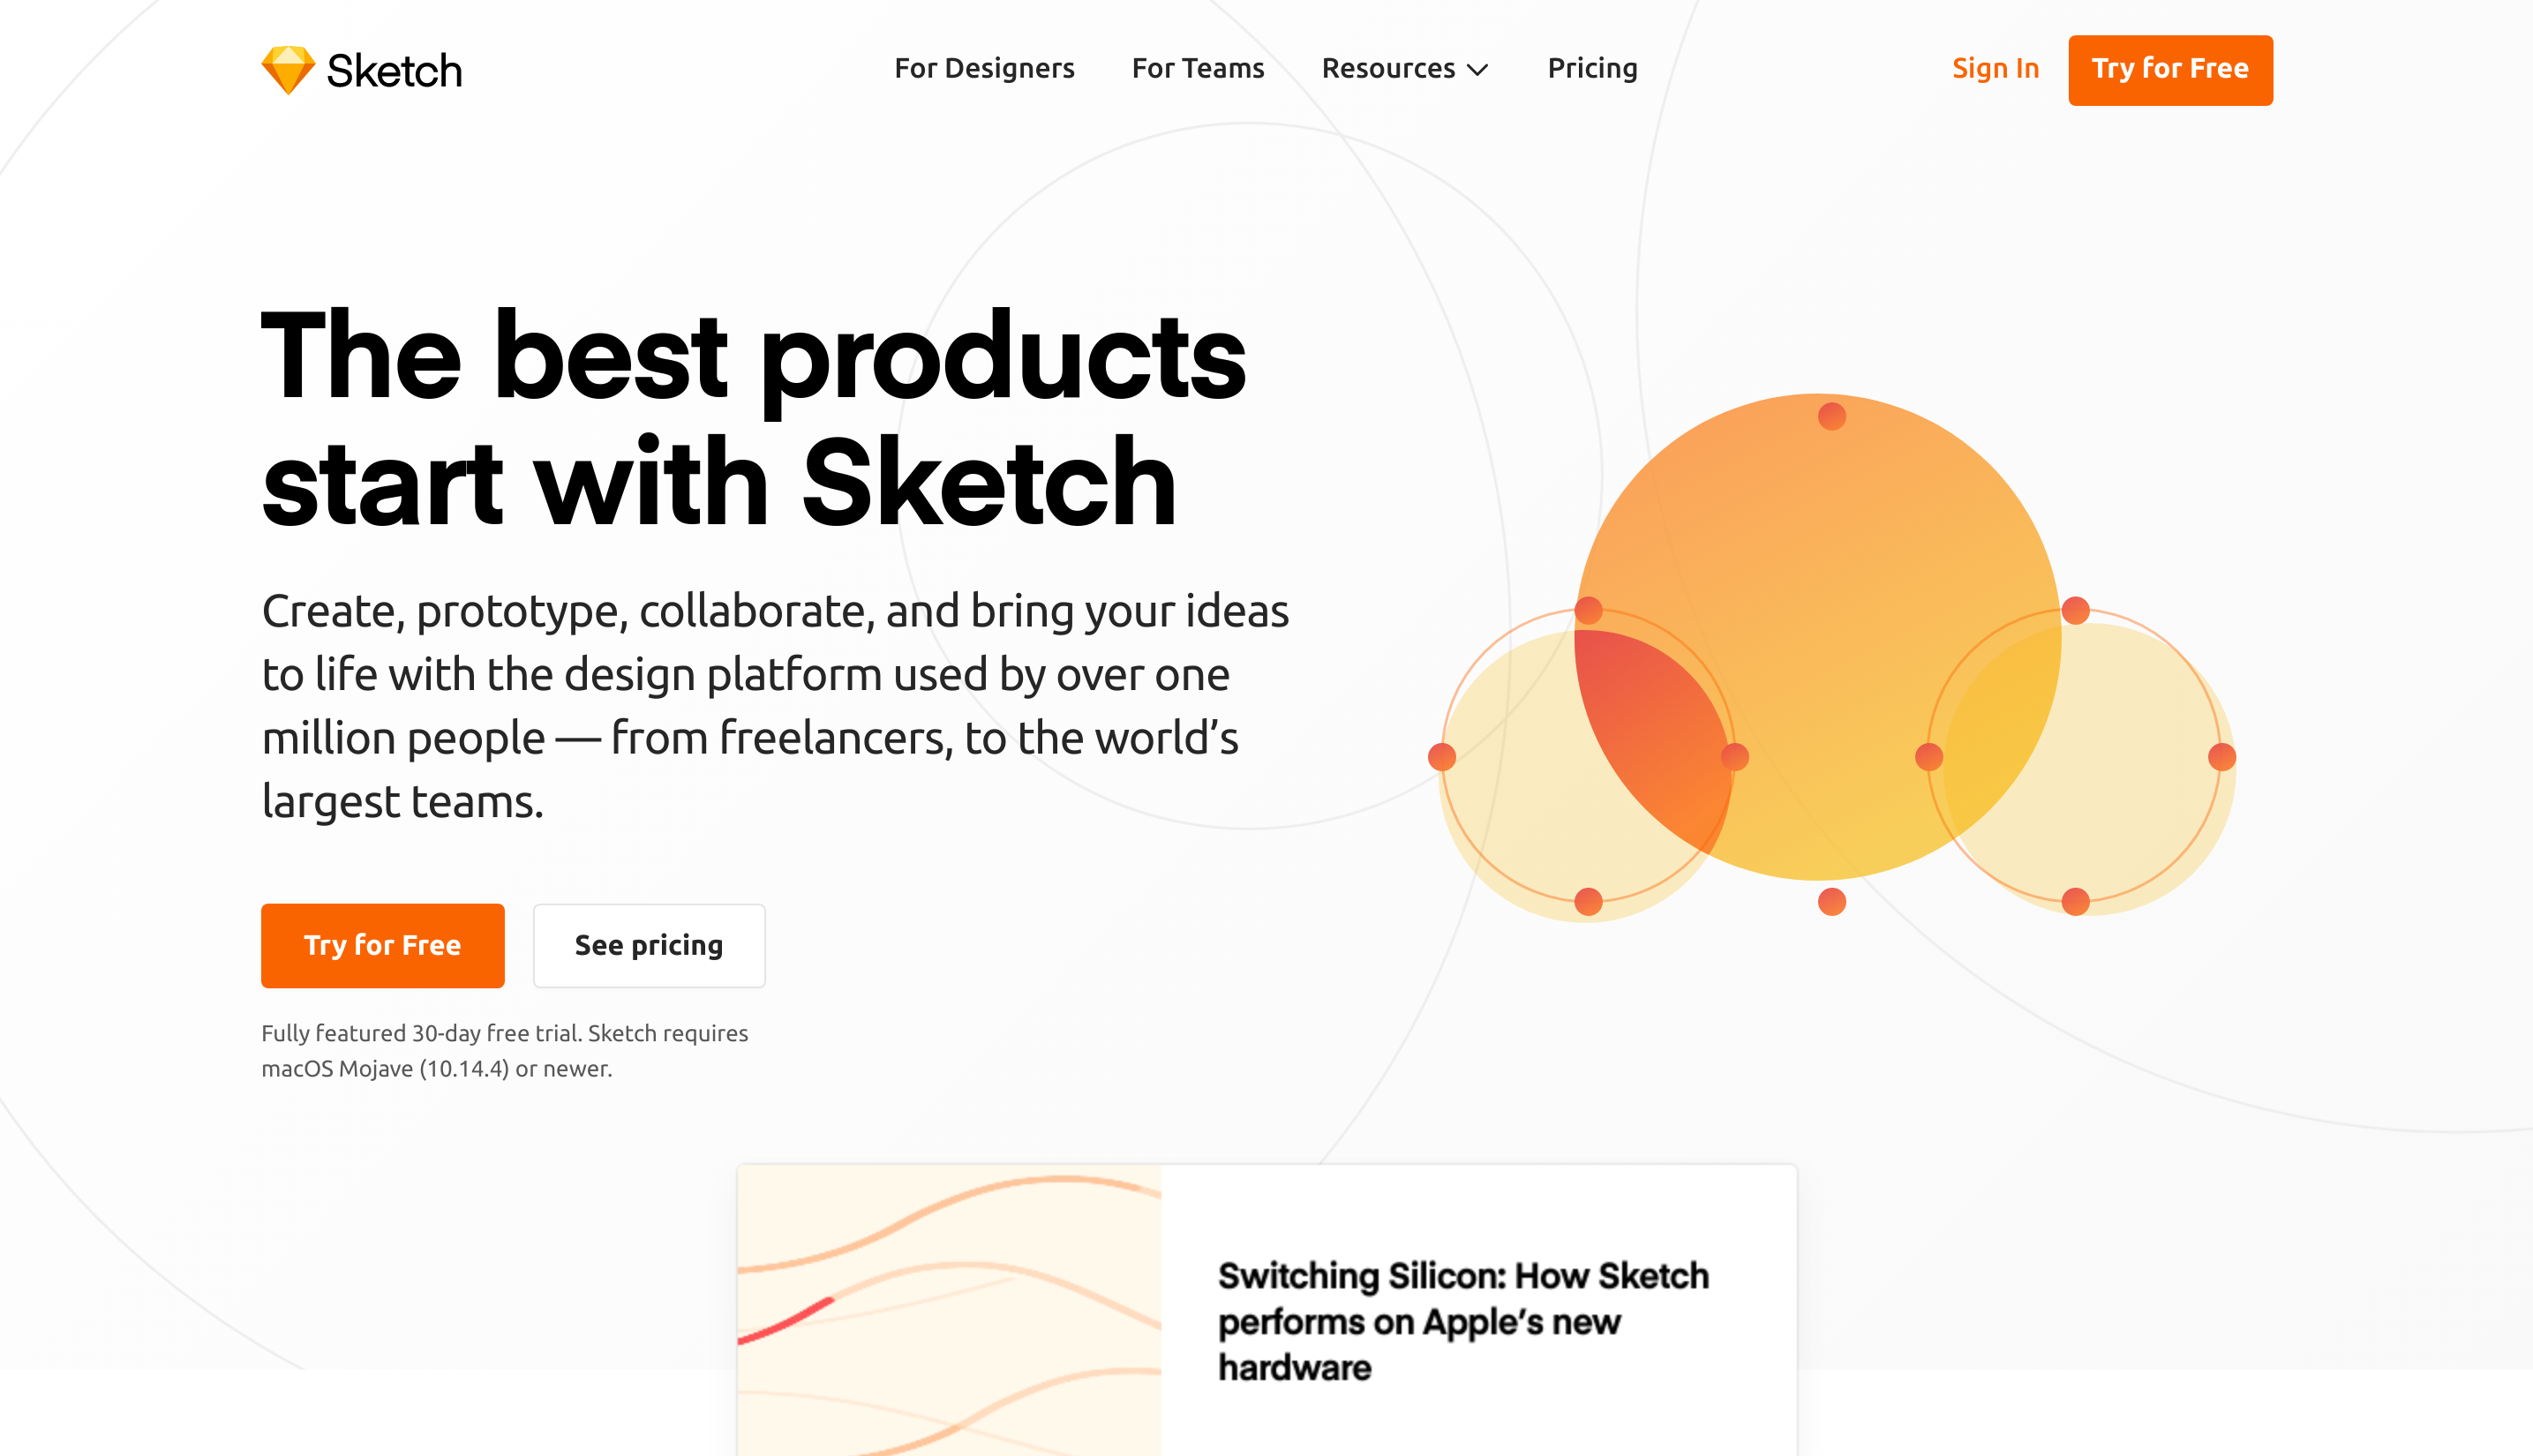 Sketch
For Designers
For Teams
Resources
Pricing
Sign In
Try for Free
The best products
start with Sketch
Create, prototype, collaborate, and bring your ideas
to life with the design platform used by over one
million people — from freelancers, to the world’s
largest teams.
Try for Free
See pricing
Fully featured 30-day free trial. Sketch requires
macOS Mojave (10.14.4) or newer.
Switching Silicon: How Sketch
performs on Apple’s new
hardware